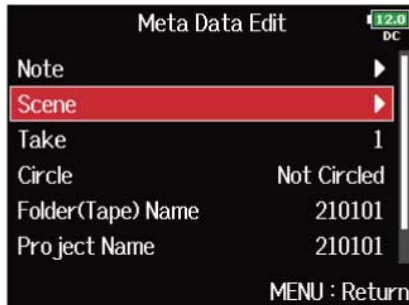 Meta Data Edit
12.0
DC
Note
Scene
Take 1
Circle Not Circled
Folder(Tape) Name 210101
Project Name 210101
MENU : Return